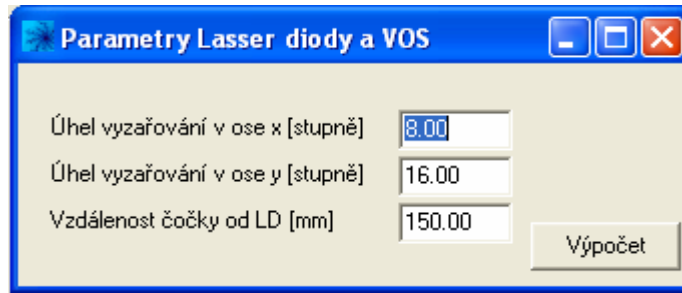 Parametry Lasser diody a VOS
Úhel vyzařování v ose x [stupně] 8.00
Úhel vyzařování v ose y [stupně] 16.00
Vzdálenost čočky od LD [mm] 150.00
Výpočet